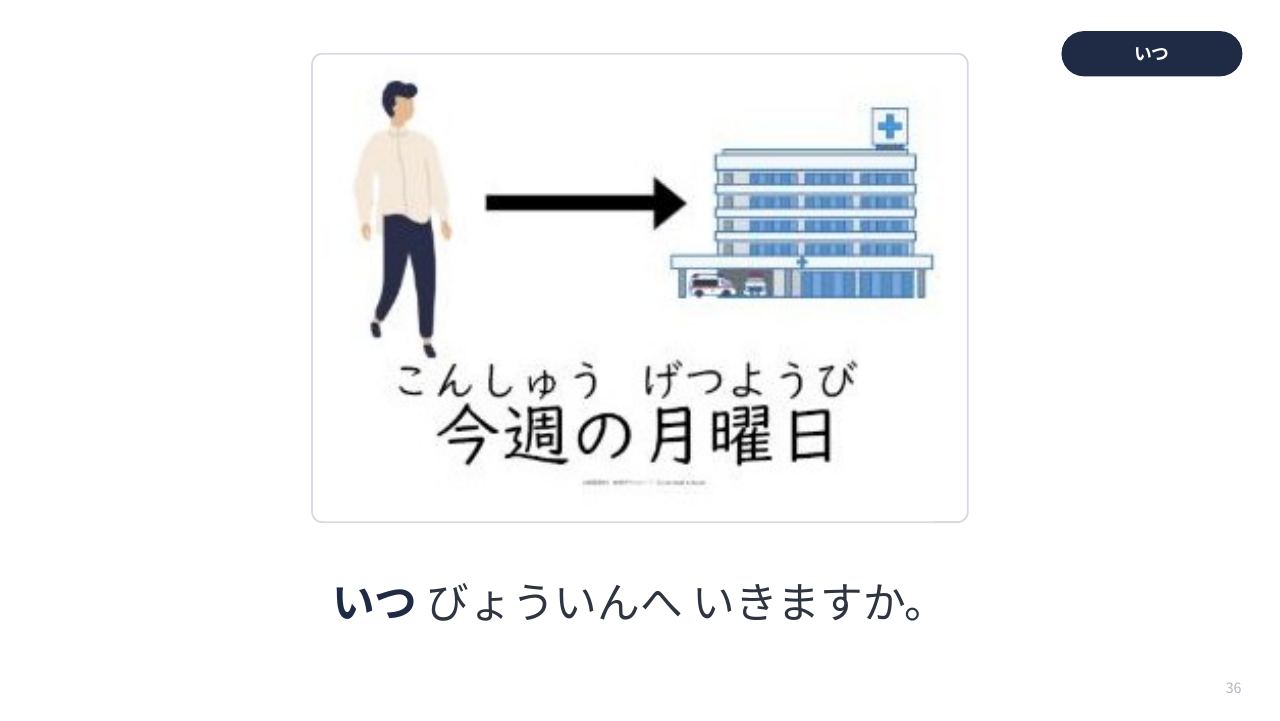 いつ
こんしゅう げつようび
今週の月曜日
いつ びょういんへ いきますか。
36